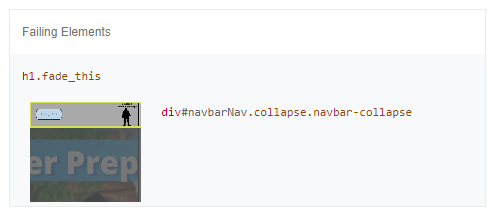 Failing Elements
h1.fade_this
div#navbarNav.collapse.navbar-collapse
er Prep